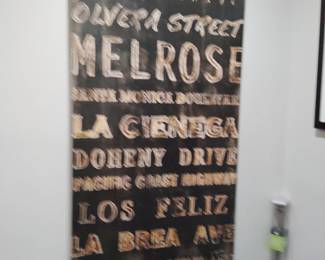 OLVERA STREET
MELROSE
SANTA MONICA BOULEVARD
LA CIENEGA
DOHENY DRIVE
PACIFIC COAST HIGHWAY
LOS FELIZ
LA BREA AVE